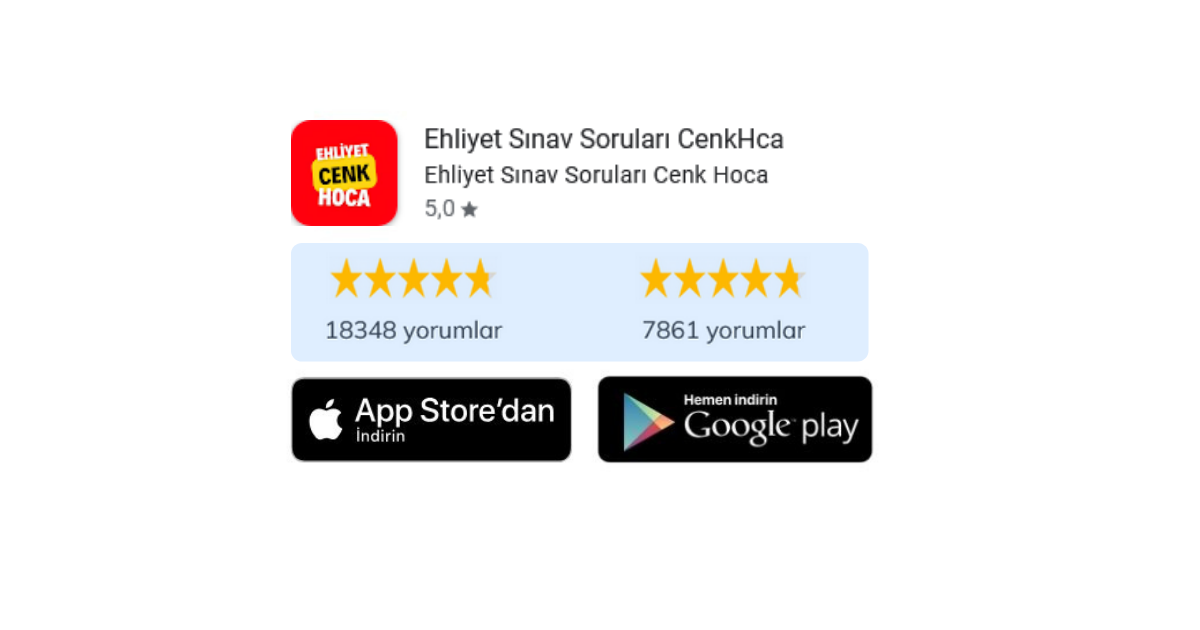 EHLİYET
CENK
HOCA
Ehliyet Sınav Soruları CenkHca
Ehliyet Sınav Soruları Cenk Hoca
5,0 ★
18348 yorumlar
7861 yorumlar
App Store’dan
İndirin
Hemen indirin
Google play